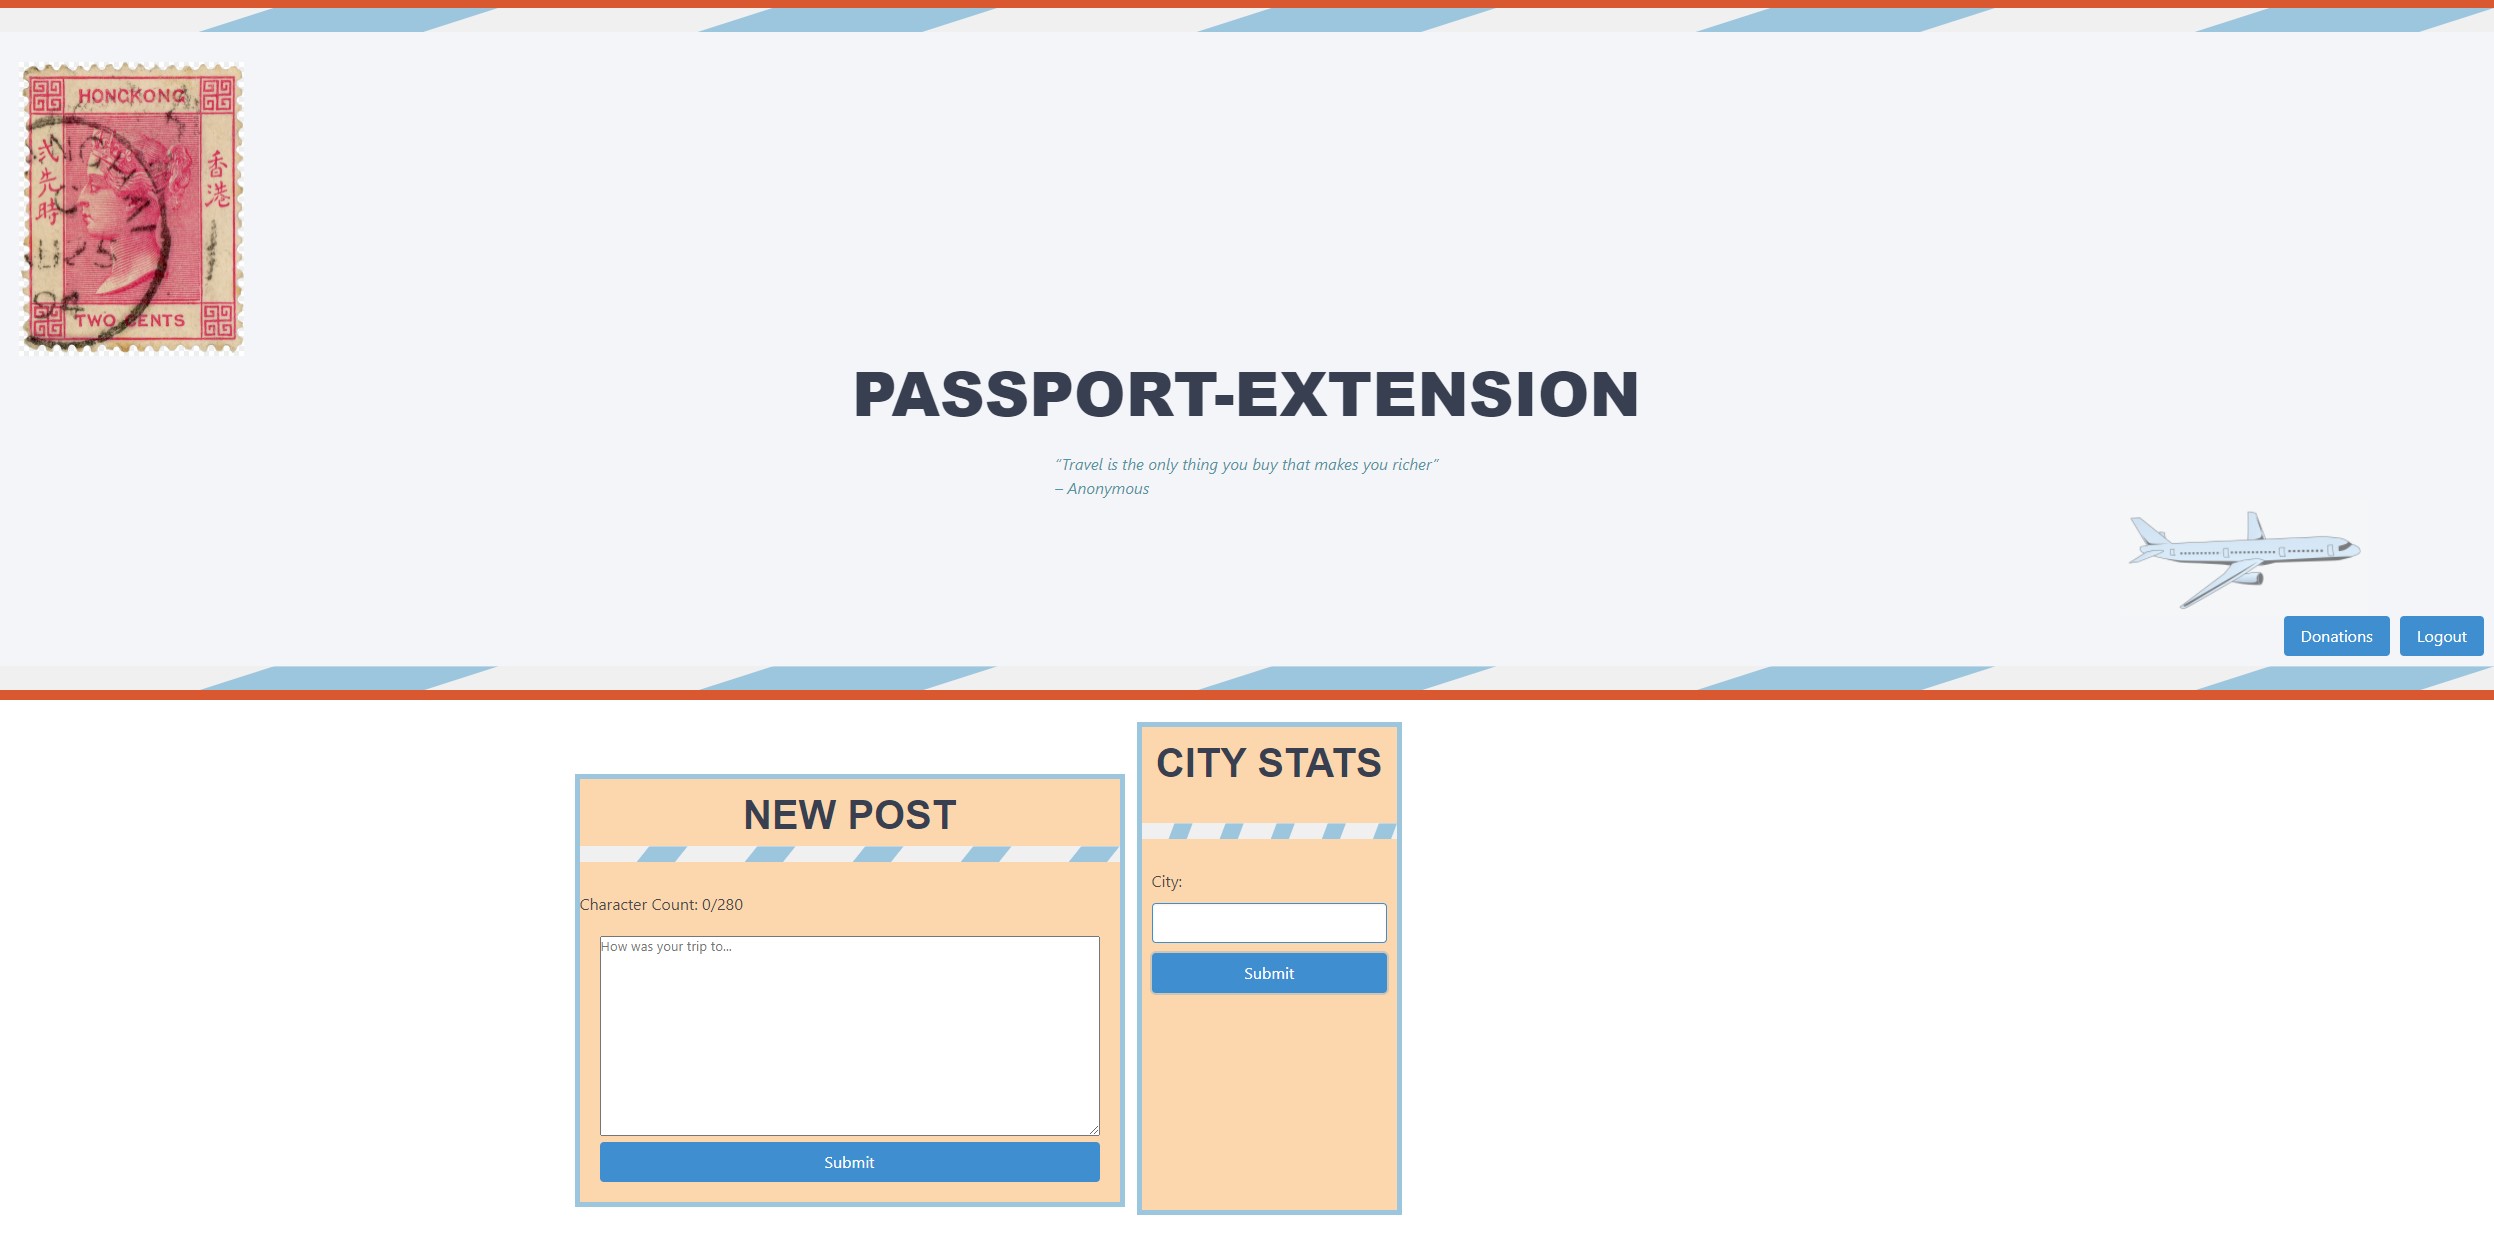 HONGKONG
香港
TWO CENTS
PASSPORT-EXTENSION
“Travel is the only thing you buy that makes you richer”
– Anonymous
Donations
Logout
CITY STATS
NEW POST
City:
Character Count: 0/280
How was your trip to...
Submit
Submit